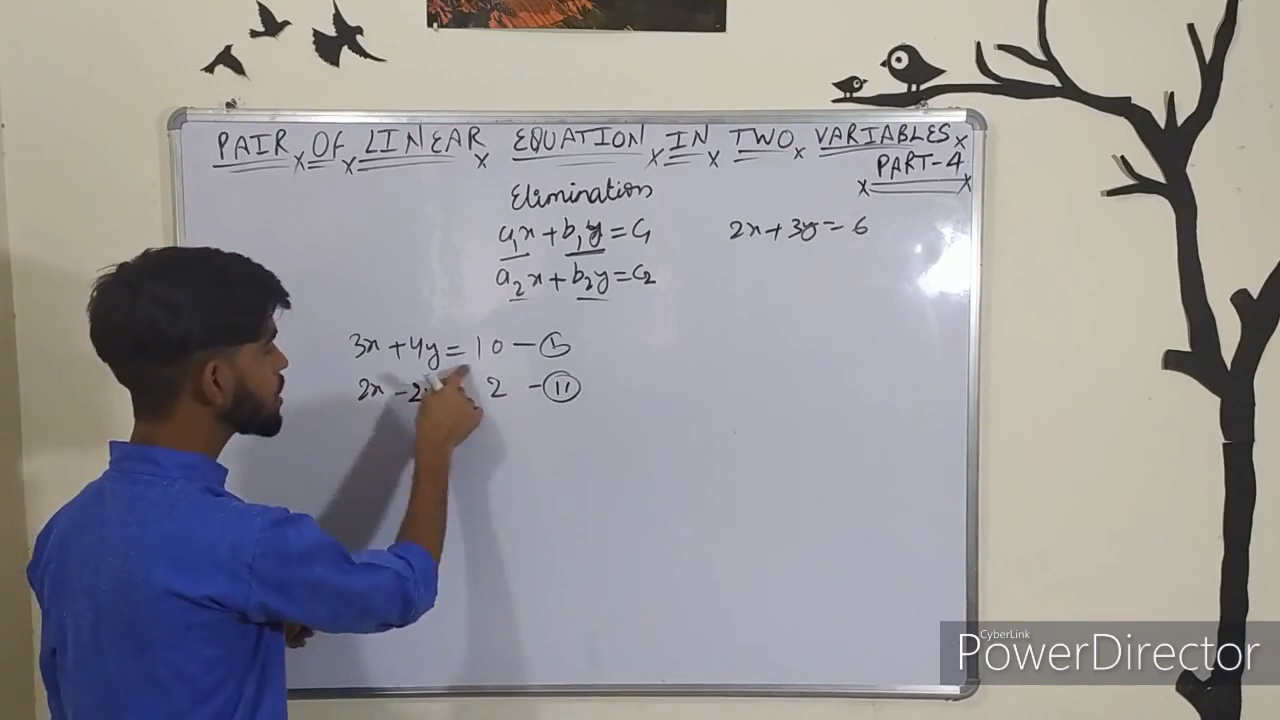 PAIR OF LINEAR EQUATION IN TWO VARIABLES
PART-4
Elimination
a₁x + b₁y = C₁
2x + 3y = 6
a₂x + b₂y = C₂
3x + 4y = 10 — (i)
2x - 2 2 - (ii)
CyberLink
PowerDirector